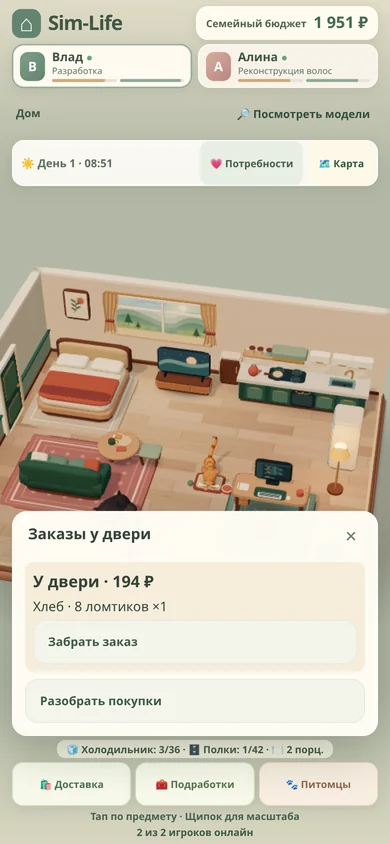 Sim-Life
Семейный бюджет 1 951 ₽
В
Влад
Разработка
А
Алина
Реконструкция волос
Дом
🔎 Посмотреть модели
☀️ День 1 · 08:51
💗 Потребности
🗺️ Карта
Заказы у двери
×
У двери · 194 ₽
Хлеб · 8 ломтиков ×1
Забрать заказ
Разобрать покупки
🧊 Холодильник: 3/36 · 🗄️ Полки: 1/42 · 🍽️ 2 порц.
🛍️ Доставка
🧰 Подработки
🐾 Питомцы
Тап по предмету · Щипок для масштаба
2 из 2 игроков онлайн